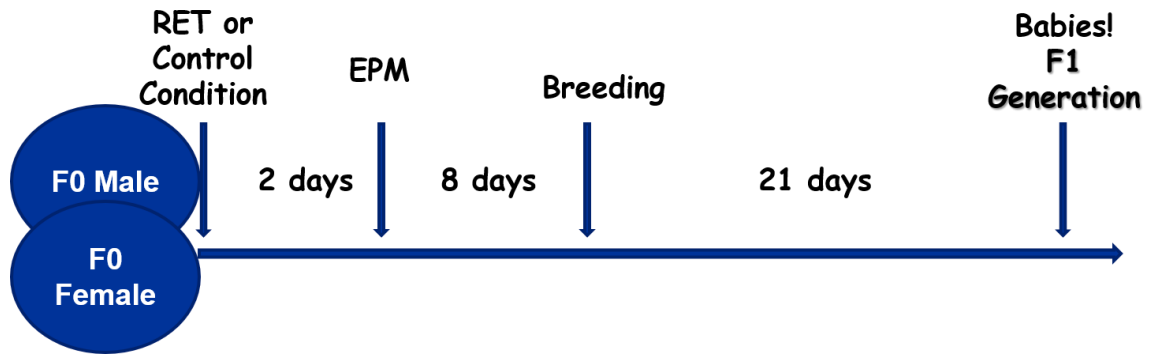 RET or
Control
Condition
EPM
Breeding
Babies!
F1
Generation
F0 Male
2 days
8 days
21 days
F0
Female